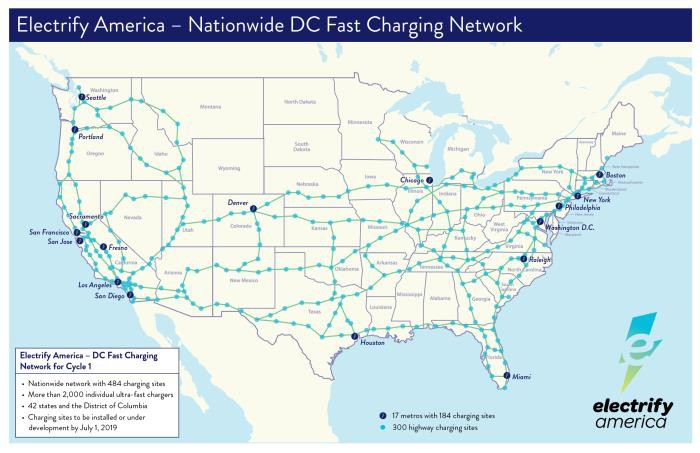 Electrify America – Nationwide DC Fast Charging Network
Washington
Seattle
Montana
North Dakota
Minnesota
Maine
Portland
Oregon
Idaho
South
Dakota
Wisconsin
Michigan
Wyoming
New York
Boston
Iowa
Chicago
Nebraska
Illinois
Indiana
Pennsylvania
New York
Denver
Philadelphia
Sacramento
Nevada
Ohio
San Francisco
Utah
Colorado
Kansas
Missouri
West
Virginia
Washington D.C.
San Jose
Fresno
Kentucky
Virginia
California
Raleigh
Arizona
Oklahoma
Arkansas
Tennessee
North Carolina
Los Angeles
New Mexico
San Diego
Mississippi
Alabama
Georgia
South
Carolina
Texas
Louisiana
Houston
Florida
Miami
Electrify America – DC Fast Charging
Network for Cycle 1
• Nationwide network with 484 charging sites
• More than 2,000 individual ultra-fast chargers
• 42 states and the District of Columbia
• Charging sites to be installed or under
development by July 1, 2019
17 metros with 184 charging sites
300 highway charging sites
electrify
america